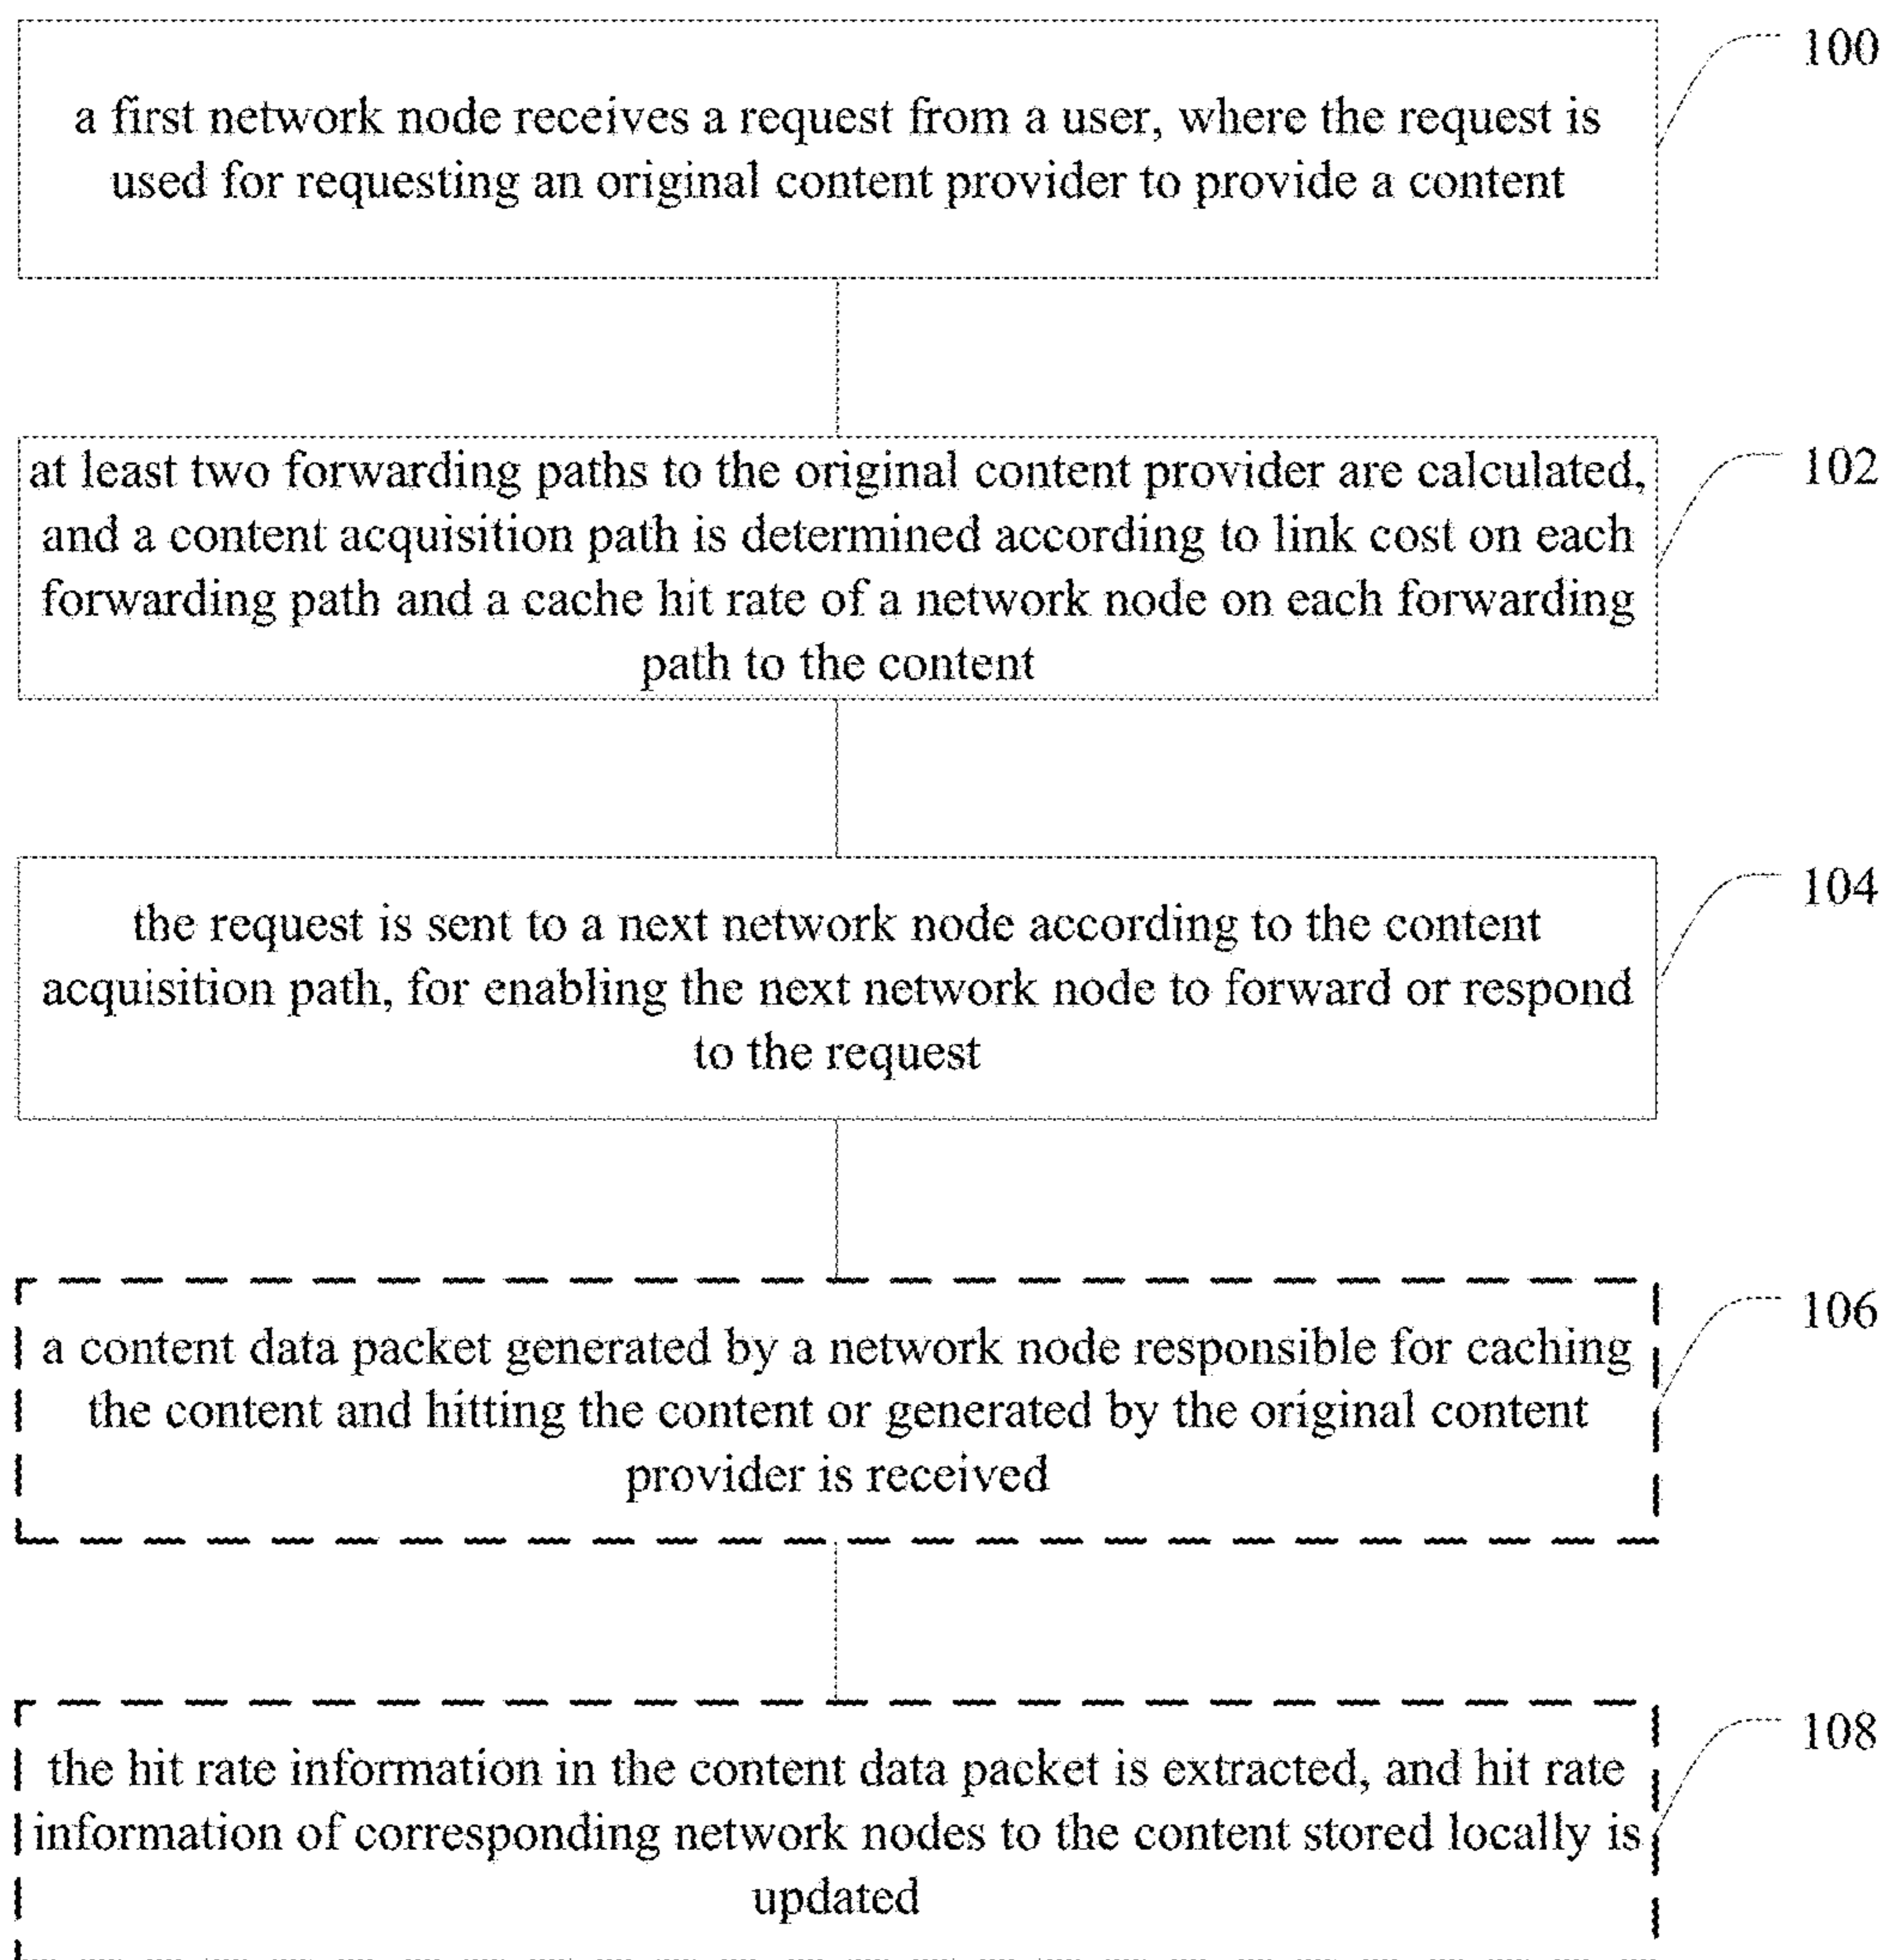 100
a first network node receives a request from a user, where the request is
used for requesting an original content provider to provide a content
102
at least two forwarding paths to the original content provider are calculated,
and a content acquisition path is determined according to link cost on each
forwarding path and a cache hit rate of a network node on each forwarding
path to the content
104
the request is sent to a next network node according to the content
acquisition path, for enabling the next network node to forward or respond
to the request
106
a content data packet generated by a network node responsible for caching
the content and hitting the content or generated by the original content
provider is received
108
the hit rate information in the content data packet is extracted, and hit rate
information of corresponding network nodes to the content stored locally is
updated